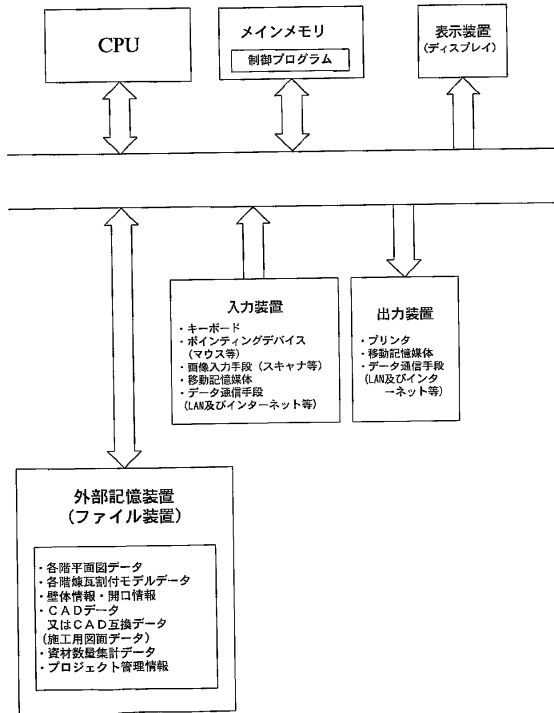 CPU
メインメモリ
制御プログラム
表示装置
(ディスプレイ)
入力装置
・キーボード
・ポインティングデバイス
(マウス等)
・画像入力手段(スキャナ等)
・移動記憶媒体
・データ通信手段
(LAN及びインターネット等)
出力装置
・プリンタ
・移動記憶媒体
・データ通信手段
(LAN及びインタ
ーネット等)
外部記憶装置
(ファイル装置)
・各階平面図データ
・各階煉瓦割付モデルデータ
・壁体情報・開口情報
・CADデータ
又はCAD互換データ
(施工用図面データ)
・資材数量集計データ
・プロジェクト管理情報